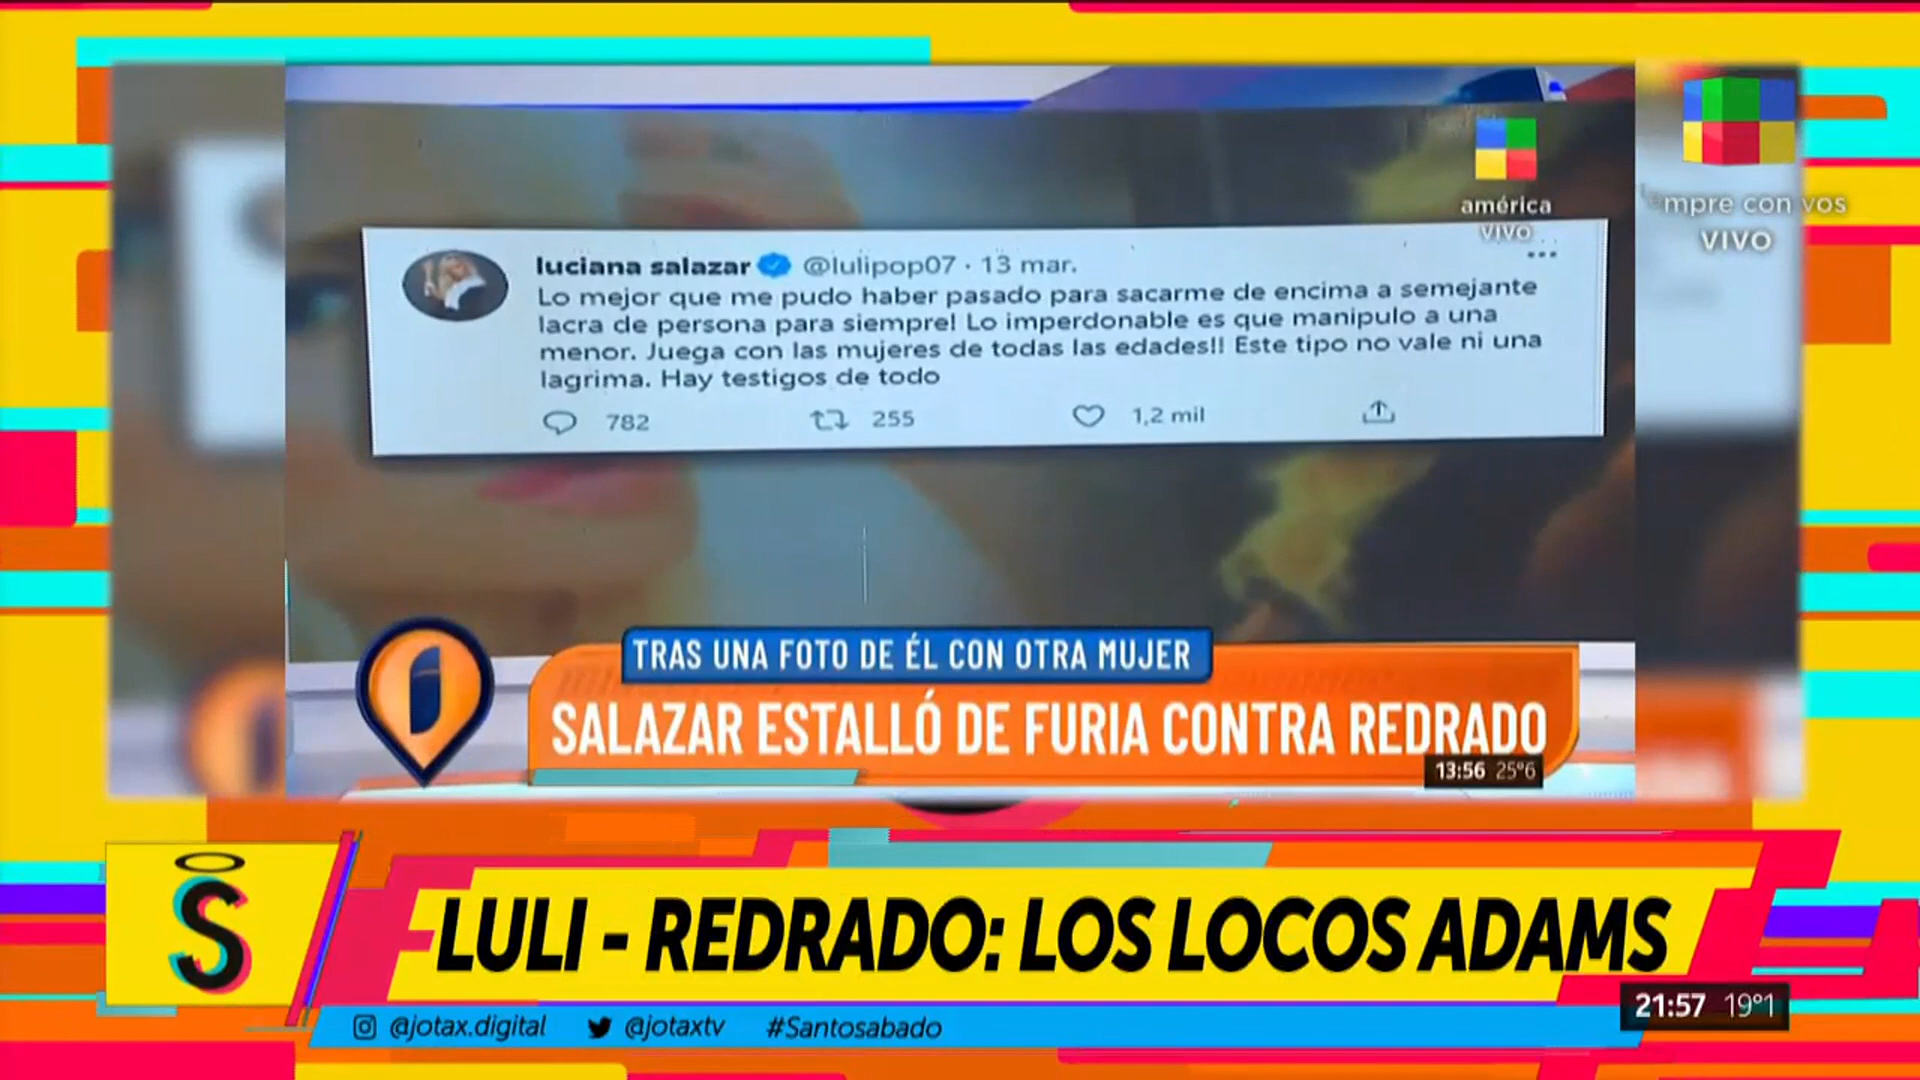 américa
VIVO
mpre con vos
VIVO
luciana salazar @lulipop07 · 13 mar.
Lo mejor que me pudo haber pasado para sacarme de encima a semejante
lacra de persona para siempre! Lo imperdonable es que manipulo a una
menor. Juega con las mujeres de todas las edades!! Este tipo no vale ni una
lagrima. Hay testigos de todo
782 255 1,2 mil
TRAS UNA FOTO DE ÉL CON OTRA MUJER
SALAZAR ESTALLÓ DE FURIA CONTRA REDRADO
13:56 25°6
S
LULI - REDRADO: LOS LOCOS ADAMS
@jotax.digital @jotaxtv #Santosabado
21:57 19°1